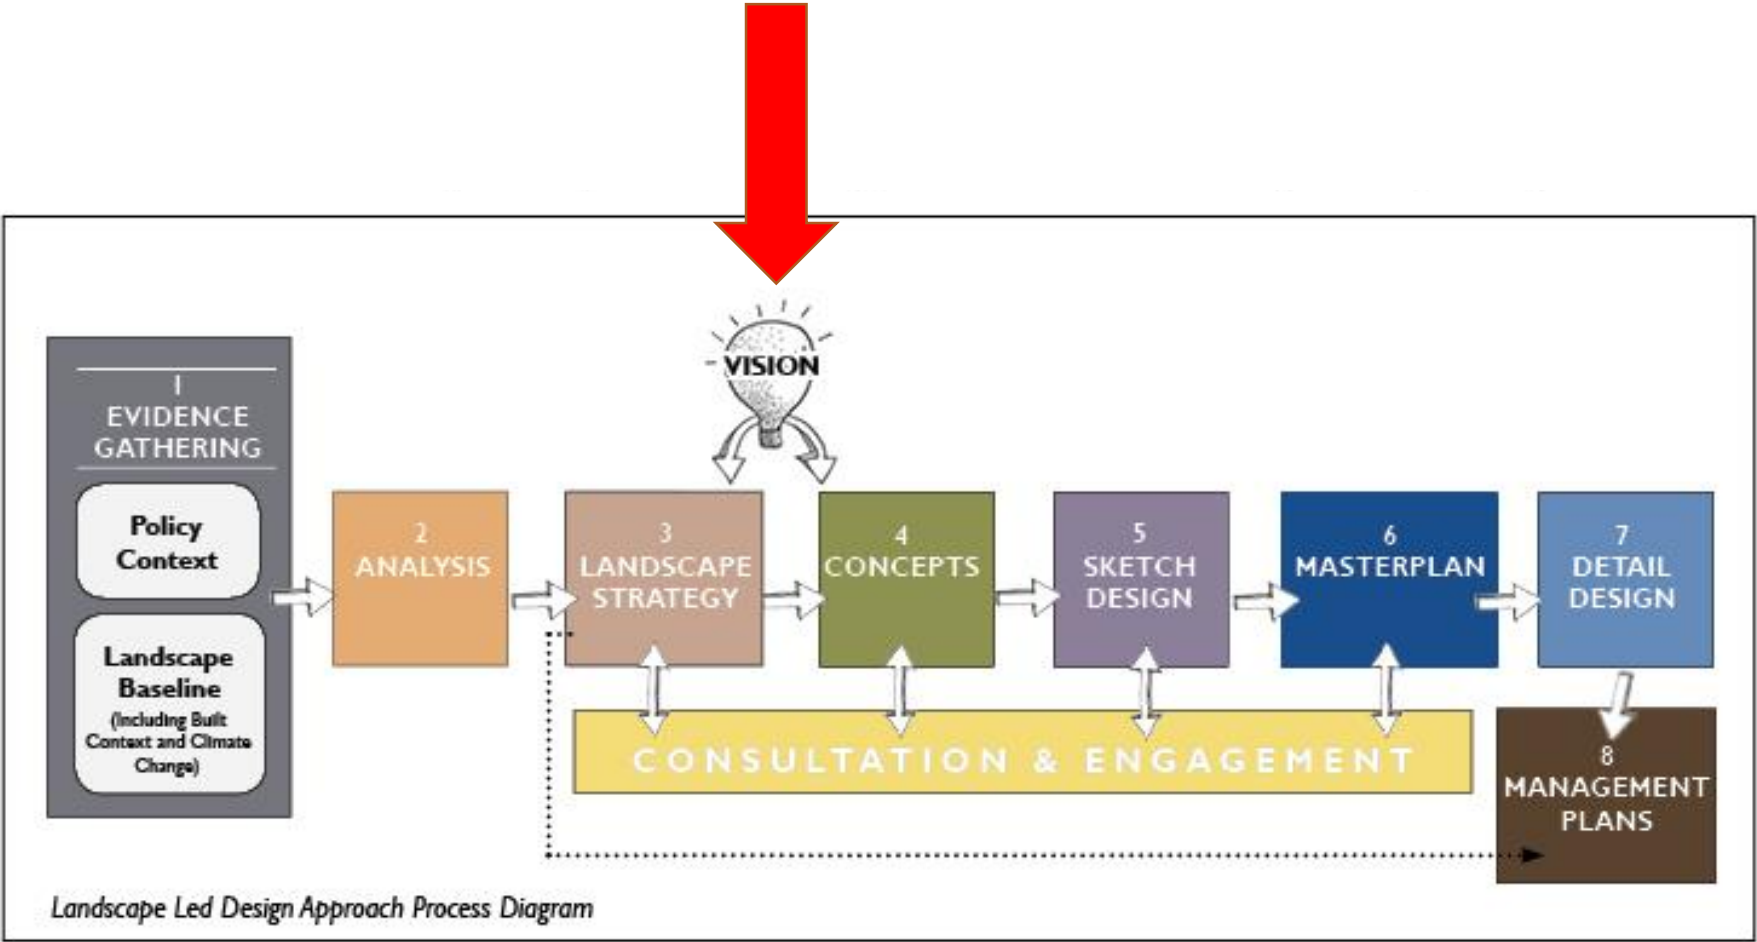 VISION
1
EVIDENCE
GATHERING
Policy
Context
Landscape
Baseline
(Including Built
Context and Climate
Change)
2
ANALYSIS
3
LANDSCAPE
STRATEGY
4
CONCEPTS
5
SKETCH
DESIGN
6
MASTERPLAN
7
DETAIL
DESIGN
CONSULTATION & ENGAGEMENT
8
MANAGEMENT
PLANS
Landscape Led Design Approach Process Diagram